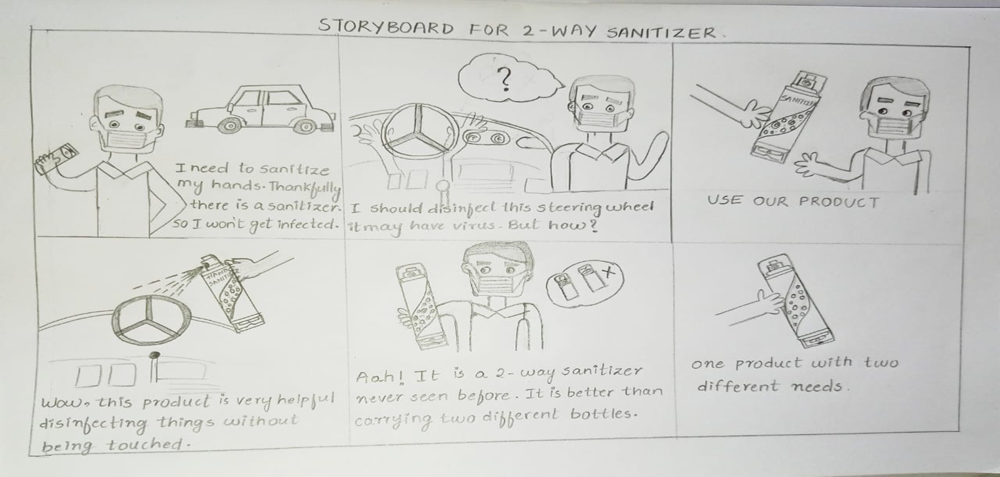 STORYBOARD FOR 2-WAY SANITIZER.
I need to sanitize
my hands. Thankfully
there is a sanitizer.
so I won't get infected.
?
I should disinfect this steering wheel
it may have virus. But how?
SANITIZER
USE OUR PRODUCT
HAND
SANITI
Wow, this product is very helpful
disinfecting things without
being touched.
Aah! It is a 2-way sanitizer
never seen before. It is better than
carrying two different bottles.
one product with two
different needs.